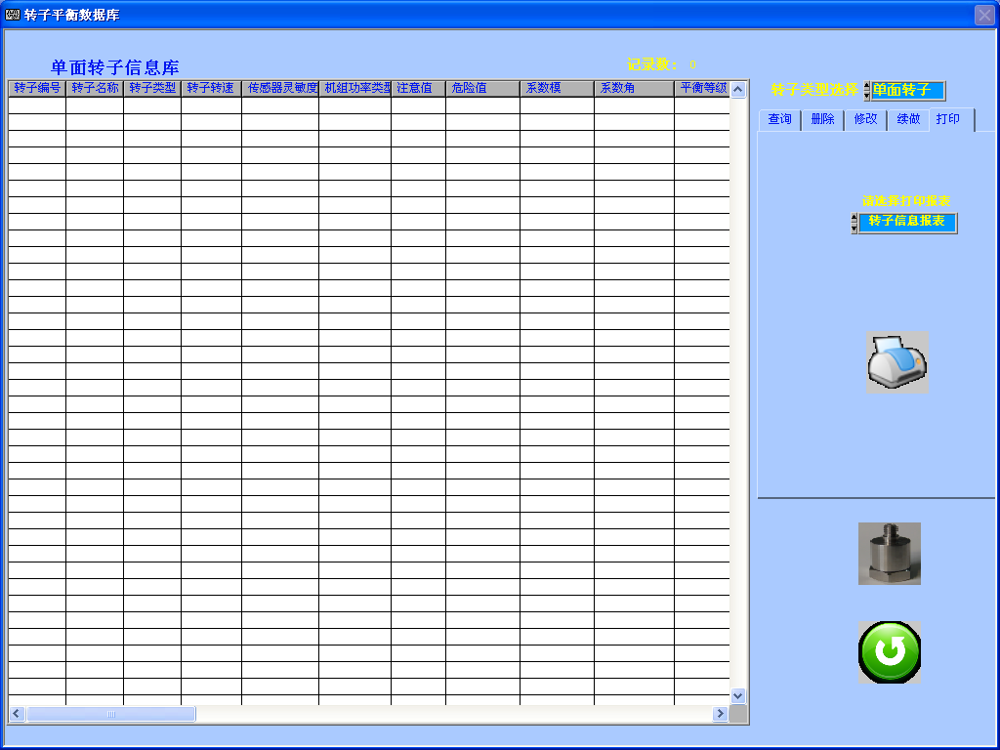 转子平衡数据库
单面转子信息库
记录数: 0
转子编号 转子名称 转子类型 转子转速 传感器灵敏度 机组功率类型 注意值 危险值 系数模 系数角 平衡等级
转子类型选择 单面转子
查询 删除 修改 续做 打印
请选择打印报表
转子信息报表